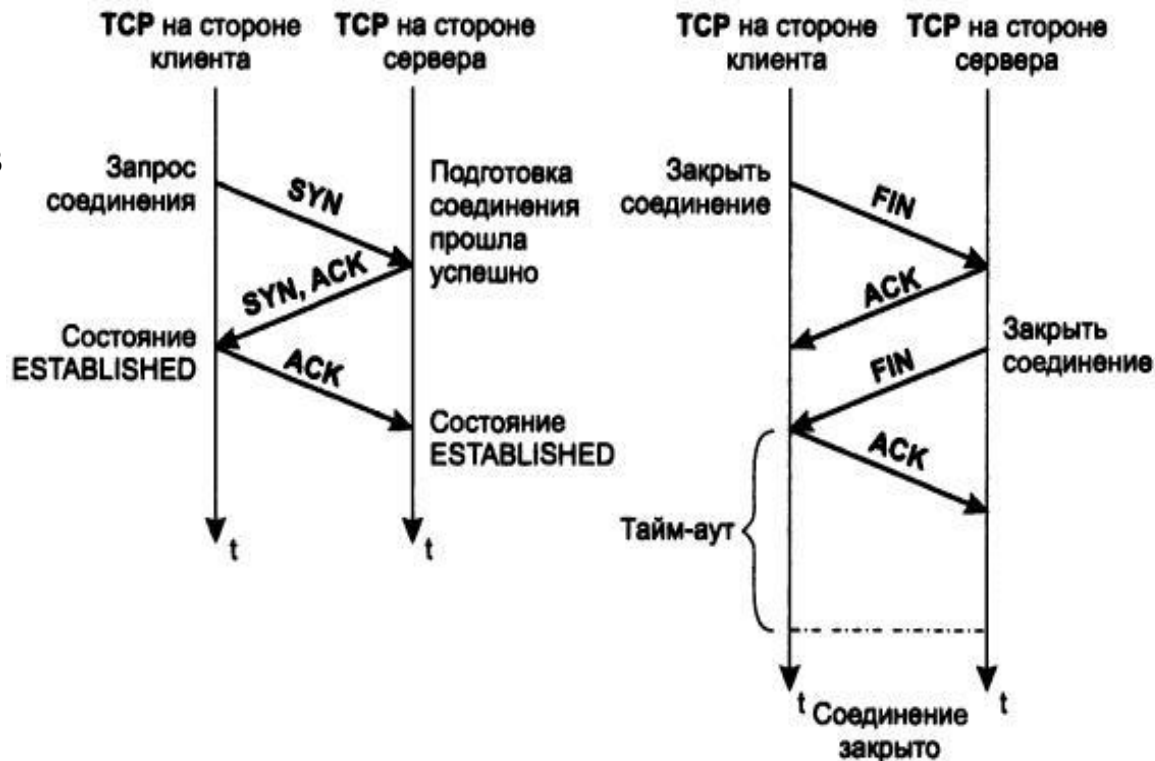 TCP на стороне
клиента
TCP на стороне
сервера
Запрос
соединения
SYN
Подготовка
соединения
прошла
успешно
SYN, ACK
Состояние
ESTABLISHED
ACK
Состояние
ESTABLISHED
t
t
TCP на стороне
клиента
TCP на стороне
сервера
Закрыть
соединение
FIN
ACK
Закрыть
соединение
FIN
ACK
Тайм-аут
t
t
Соединение
закрыто